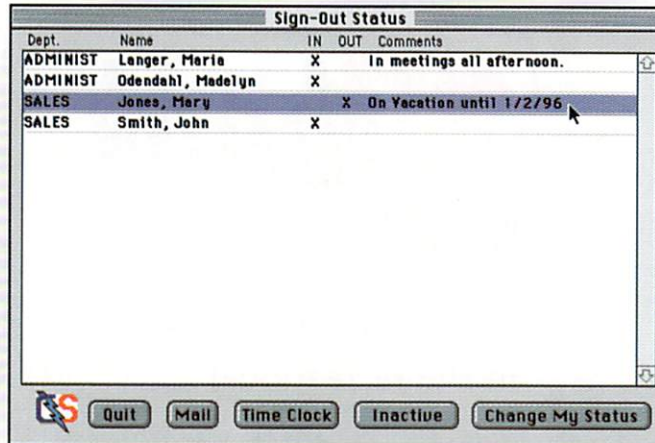 Sign-Out Status
Dept. Name IN OUT Comments
ADMINIST Langer, Maria X In meetings all afternoon.
ADMINIST Odendahl, Madelyn X
SALES Jones, Mary X On Vacation until 1/2/96
SALES Smith, John X
Quit Mail Time Clock Inactive Change My Status